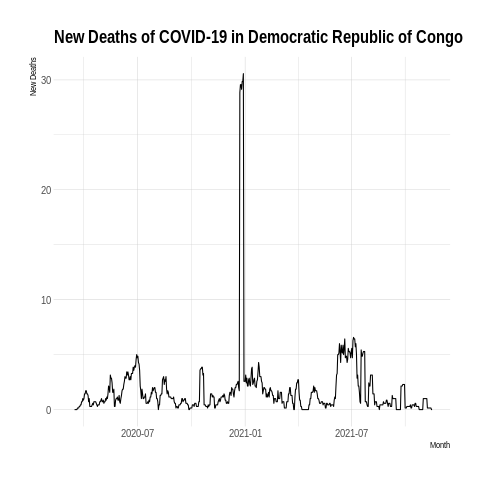 New Deaths of COVID-19 in Democratic Republic of Congo
New Deaths
30
20
10
0
2020-07
2021-01
2021-07
Month